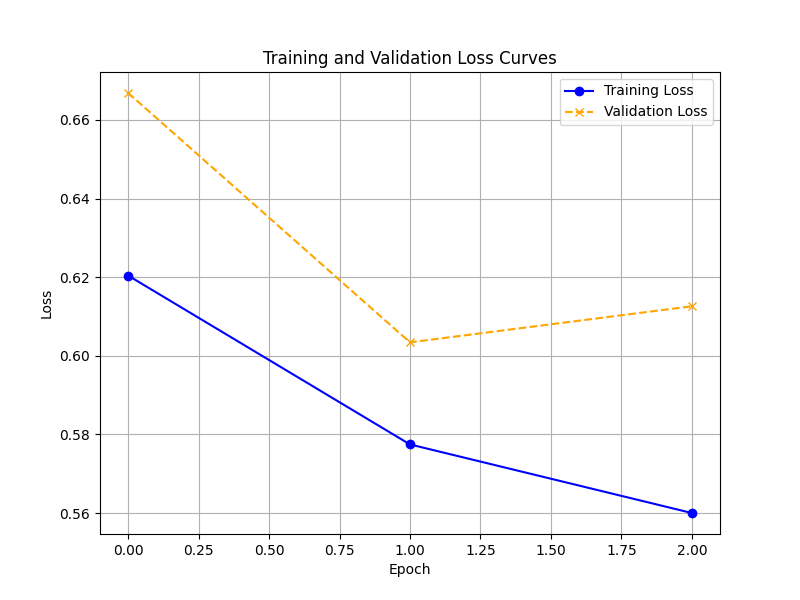 Training and Validation Loss Curves
Training Loss
Validation Loss
0.66
0.64
0.62
0.60
0.58
0.56
Loss
0.00 0.25 0.50 0.75 1.00 1.25 1.50 1.75 2.00
Epoch